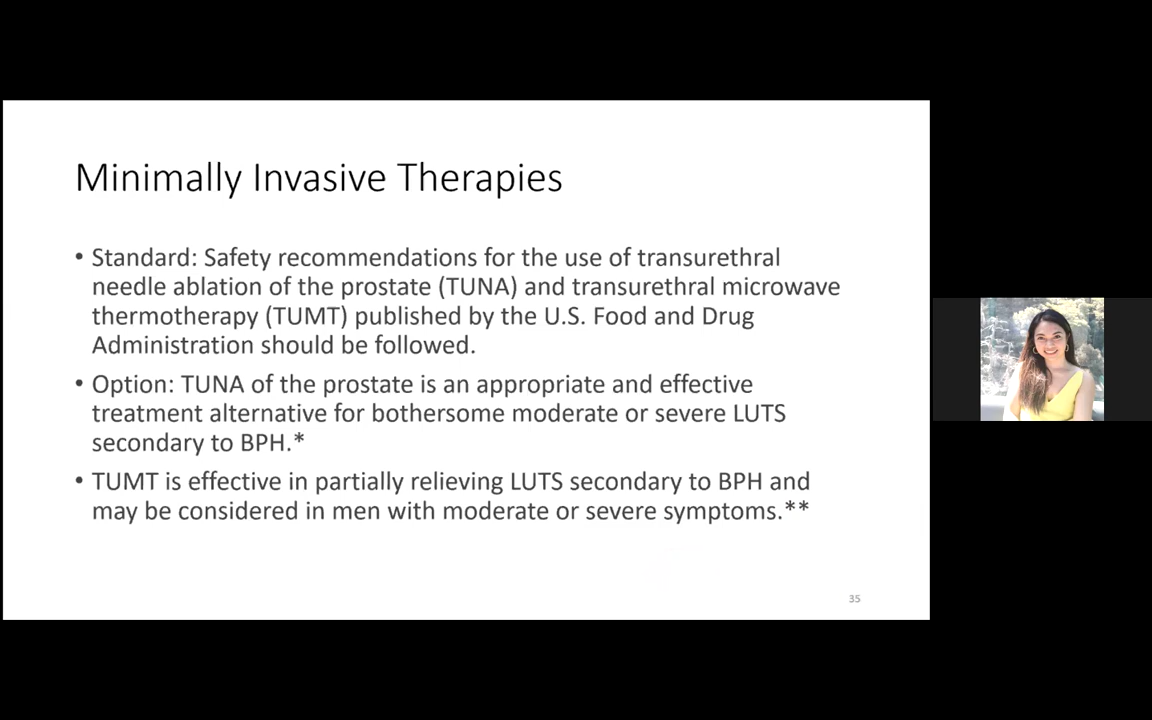 Minimally Invasive Therapies
• Standard: Safety recommendations for the use of transurethral
needle ablation of the prostate (TUNA) and transurethral microwave
thermotherapy (TUMT) published by the U.S. Food and Drug
Administration should be followed.
• Option: TUNA of the prostate is an appropriate and effective
treatment alternative for bothersome moderate or severe LUTS
secondary to BPH.*
• TUMT is effective in partially relieving LUTS secondary to BPH and
may be considered in men with moderate or severe symptoms.**
35